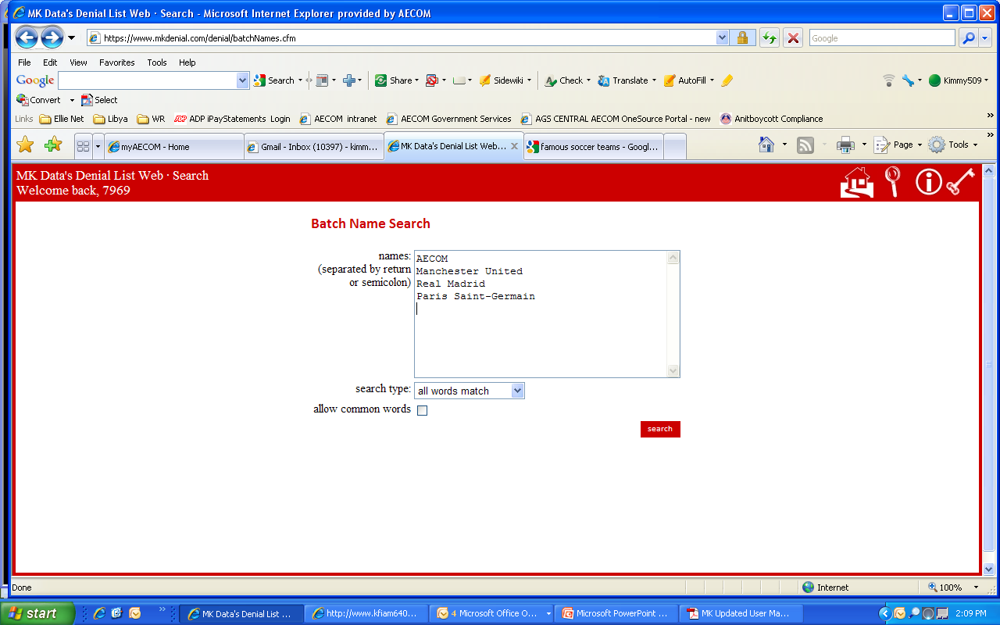 MK Data's Denial List Web · Search - Microsoft Internet Explorer provided by AECOM
https://www.mkdenial.com/denial/batchNames.cfm
Google
File Edit View Favorites Tools Help
Google Search Share Sidewiki Check Translate AutoFill Kimmy509
Convert Select
Links Ellie Net Libya WR ADP ADP iPayStatements Login AECOM intranet AECOM Government Services AGS CENTRAL AECOM OneSource Portal - new Anitboycott Compliance »
myAECOM - Home Gmail - Inbox (10397) - kimm... MK Data's Denial List Web... famous soccer teams - Googl... Page Tools »
MK Data's Denial List Web · Search
Welcome back, 7969
Batch Name Search
names:
(separated by return
or semicolon)
AECOM
Manchester United
Real Madrid
Paris Saint-Germain
search type: all words match
allow common words
search
Done Internet 100%
start » MK Data's Denial List ... http://www.kfiam640... 4 Microsoft Office O... Microsoft PowerPoint ... MK Updated User Ma... 2:09 PM